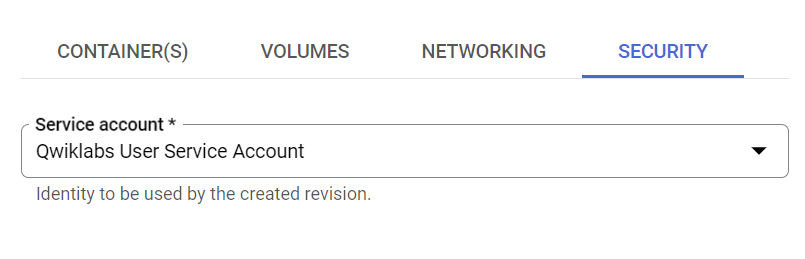 CONTAINER(S) VOLUMES NETWORKING SECURITY
Service account *
Qwiklabs User Service Account
Identity to be used by the created revision.